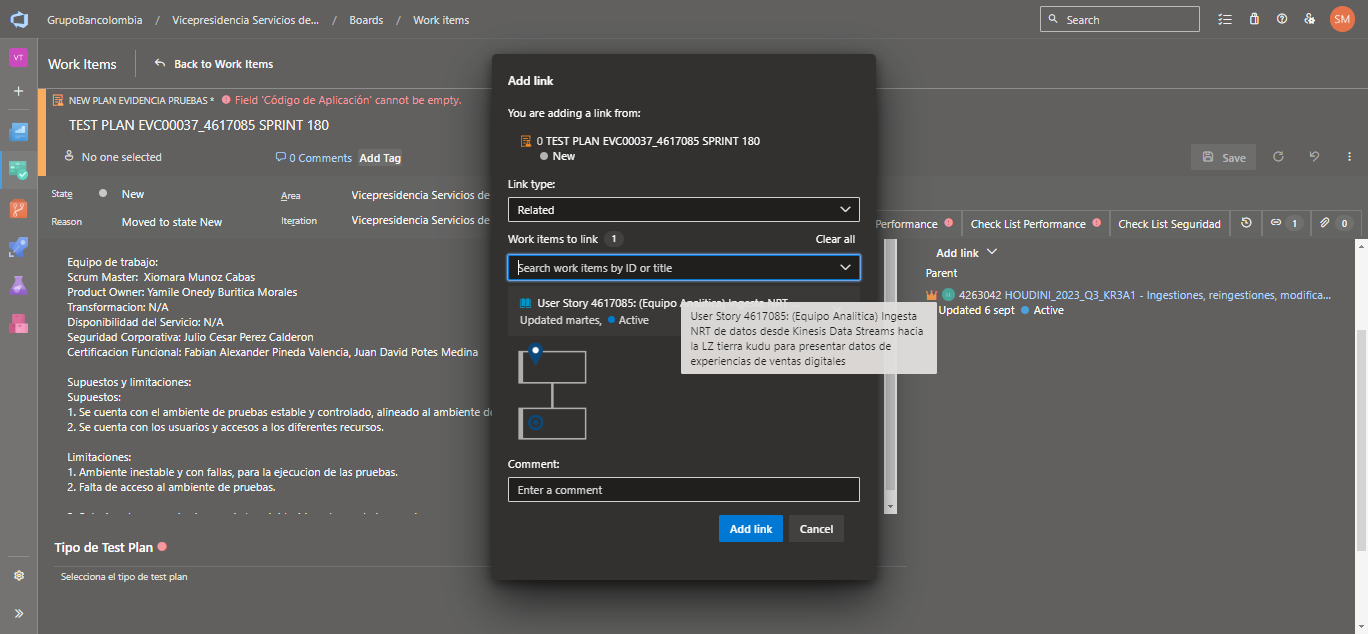 GrupoBancolombia / Vicepresidencia Servicios de... / Boards / Work items
Search
SM
VT
Work Items
Back to Work Items
NEW PLAN EVIDENCIA PRUEBAS * Field 'Código de Aplicación' cannot be empty.
TEST PLAN EVC00037_4617085 SPRINT 180
No one selected
0 Comments
Add Tag
Save
State
New
Area
Vicepresidencia Servicios de
Reason
Moved to state New
Iteration
Vicepresidencia Servicios de
Performance
Check List Performance
Check List Seguridad
1
0
Equipo de trabajo:
Scrum Master: Xiomara Munoz Cabas
Product Owner: Yamile Onedy Buritica Morales
Transformacion: N/A
Disponibilidad del Servicio: N/A
Seguridad Corporativa: Julio Cesar Perez Calderon
Certificacion Funcional: Fabian Alexander Pineda Valencia, Juan David Potes Medina
Supuestos y limitaciones:
Supuestos:
1. Se cuenta con el ambiente de pruebas estable y controlado, alineado al ambiente de
2. Se cuenta con los usuarios y accesos a los diferentes recursos.
Limitaciones:
1. Ambiente inestable y con fallas, para la ejecucion de las pruebas.
2. Falta de acceso al ambiente de pruebas.
Tipo de Test Plan
Selecciona el tipo de test plan
Add link
You are adding a link from:
0 TEST PLAN EVC00037_4617085 SPRINT 180
New
Link type:
Related
Work items to link 1
Clear all
Search work items by ID or title
User Story 4617085: (Equipo Analitica) Ingesta NRT
Updated martes, Active
User Story 4617085: (Equipo Analitica) Ingesta
NRT de datos desde Kinesis Data Streams hacia
la LZ tierra kudu para presentar datos de
experiencias de ventas digitales
Comment:
Enter a comment
Add link
Cancel
Add link
Parent
4263042 HOUDINI_2023_Q3_KR3A1 - Ingestiones, reingestiones, modifica...
Updated 6 sept Active